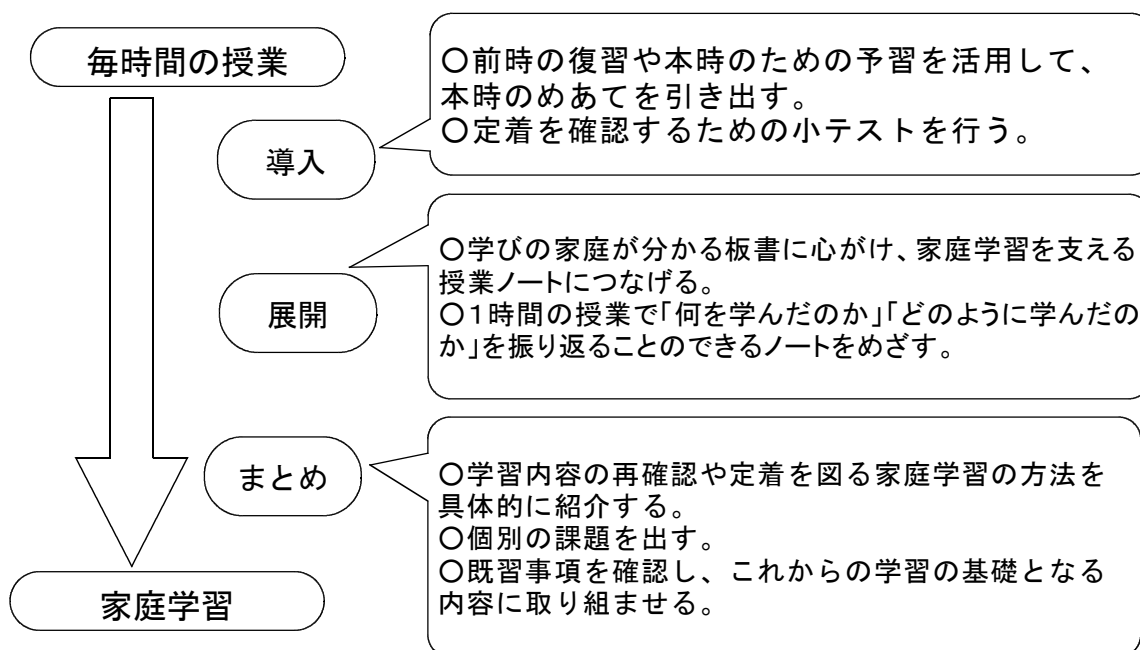 毎時間の授業
〇前時の復習や本時のための予習を活用して、
本時のめあてを引き出す。
〇定着を確認するための小テストを行う。
導入
〇学びの家庭が分かる板書に心がけ、家庭学習を支える
授業ノートにつなげる。
〇1時間の授業で「何を学んだのか」「どのように学んだの
か」を振り返ることのできるノートをめざす。
展開
〇学習内容の再確認や定着を図る家庭学習の方法を
具体的に紹介する。
〇個別の課題を出す。
〇既習事項を確認し、これからの学習の基礎となる
内容に取り組ませる。
まとめ
家庭学習